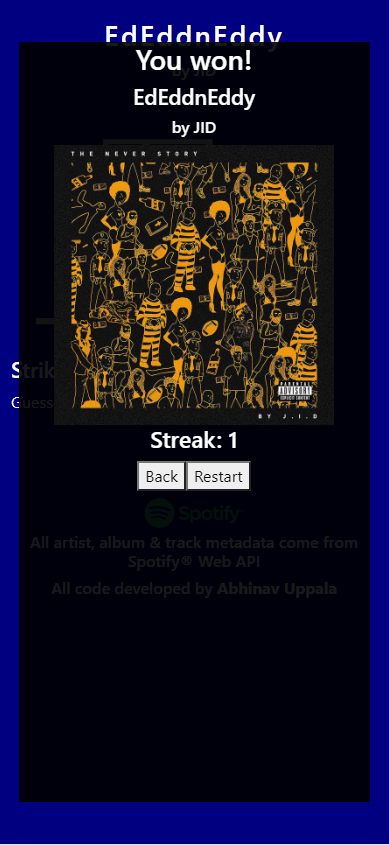 EdEddnEddy
You won!
by JID
EdEddnEddy
by JID
THE NEVER STORY
PARENTAL
ADVISORY
EXPLICIT CONTENT
BY J.I.D
Strik
Guess
Streak: 1
Back Restart
Spotify
All artist, album & track metadata come from
Spotify® Web API
All code developed by Abhinav Uppala